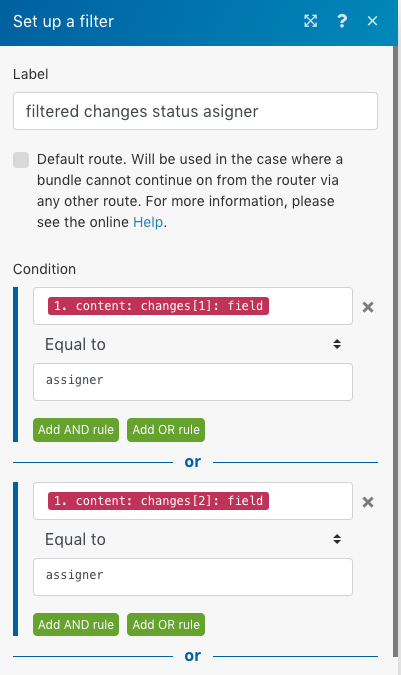 Set up a filter ?
Label
filtered changes status asigner
Default route. Will be used in the case where a
bundle cannot continue on from the router via
any other route. For more information, please
see the online Help.
Condition
1. content: changes[1]: field
Equal to
assigner
Add AND rule Add OR rule
or
1. content: changes[2]: field
Equal to
assigner
Add AND rule Add OR rule
or